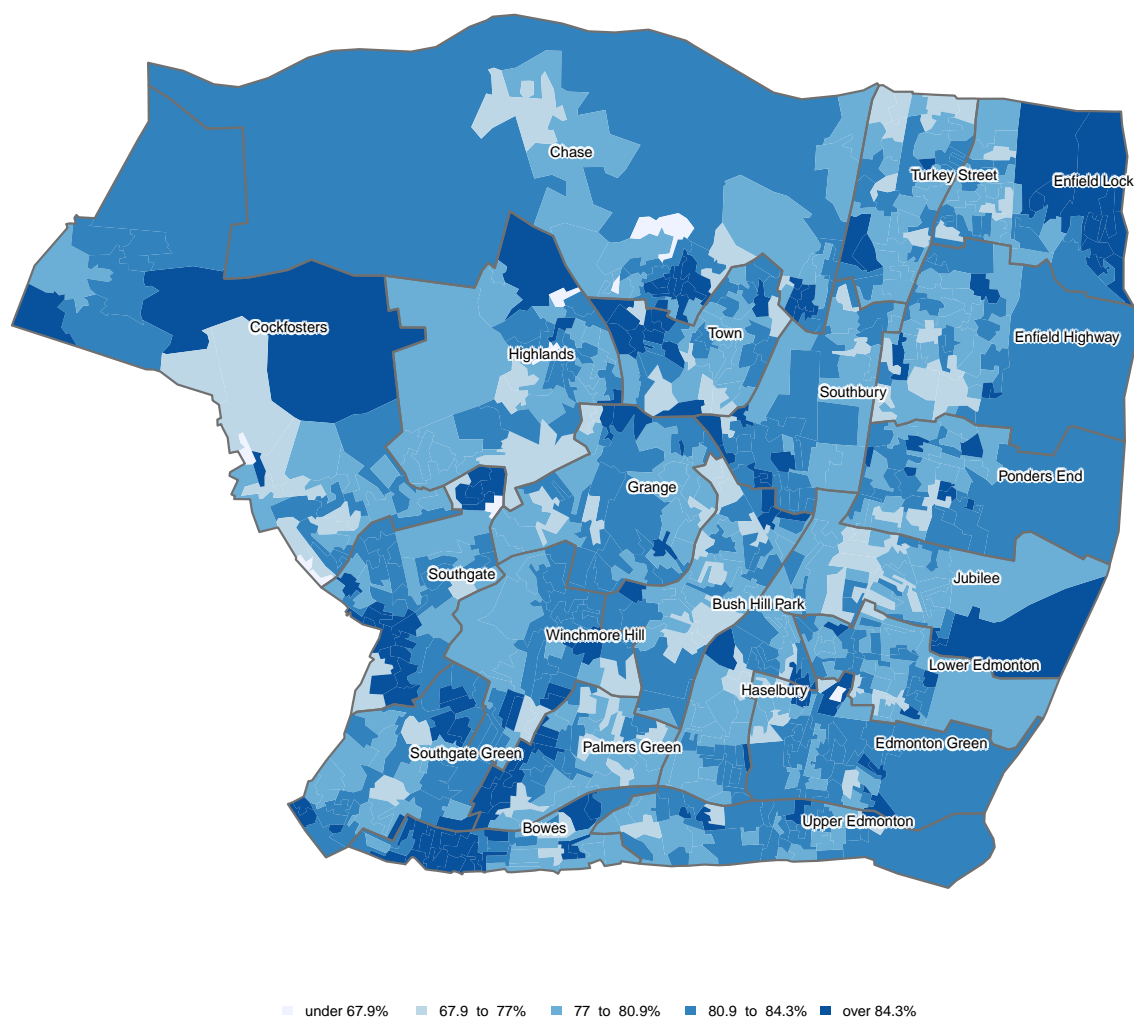 Chase
Turkey Street
Enfield Lock
Cockfosters
Town
Enfield Highway
Highlands
Southbury
Ponders End
Grange
Southgate
Jubilee
Bush Hill Park
Winchmore Hill
Lower Edmonton
Haselbury
Edmonton Green
Palmers Green
Southgate Green
Upper Edmonton
Bowes
under 67.9% 67.9 to 77% 77 to 80.9% 80.9 to 84.3% over 84.3%